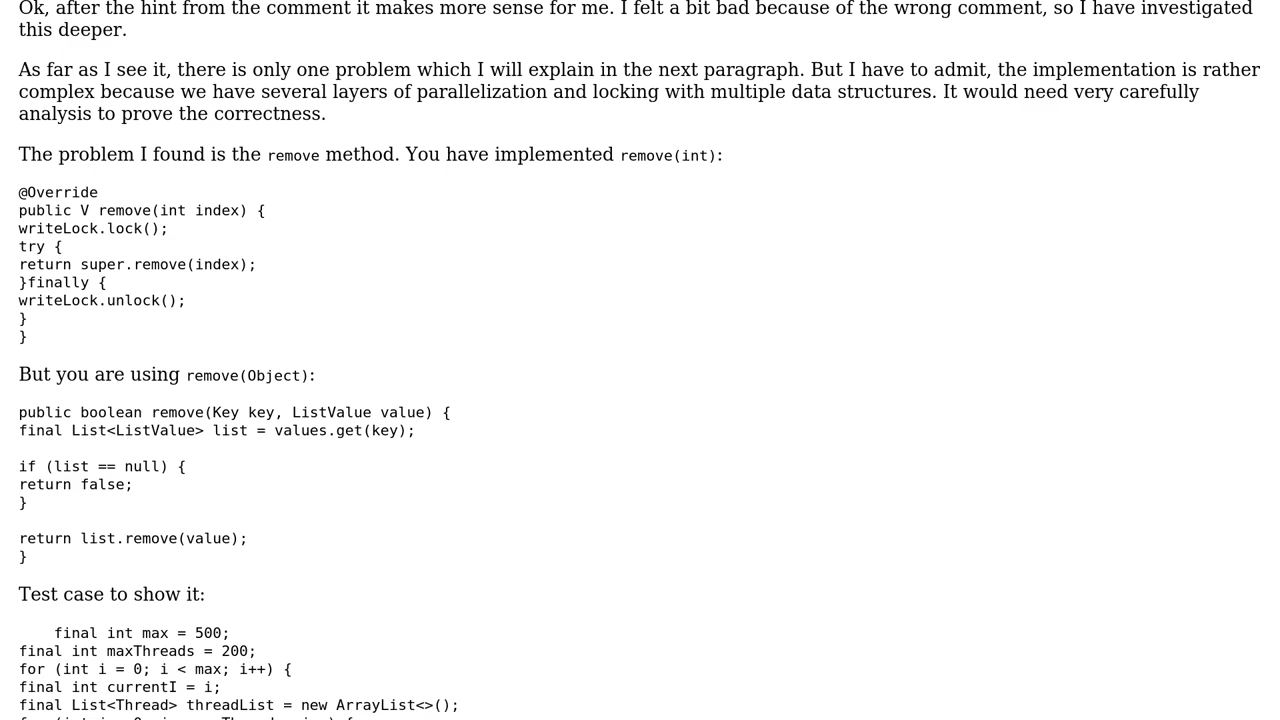 Ok, after the hint from the comment it makes more sense for me. I felt a bit bad because of the wrong comment, so I have investigated
this deeper.
As far as I see it, there is only one problem which I will explain in the next paragraph. But I have to admit, the implementation is rather
complex because we have several layers of parallelization and locking with multiple data structures. It would need very carefully
analysis to prove the correctness.
The problem I found is the remove method. You have implemented remove(int):
@Override
public V remove(int index) {
writeLock.lock();
try {
return super.remove(index);
}finally {
writeLock.unlock();
}
}
But you are using remove(Object):
public boolean remove(Key key, ListValue value) {
final List<ListValue> list = values.get(key);
if (list == null) {
return false;
}
return list.remove(value);
}
Test case to show it:
final int max = 500;
final int maxThreads = 200;
for (int i = 0; i < max; i++) {
final int currentI = i;
final List<Thread> threadList = new ArrayList<>();